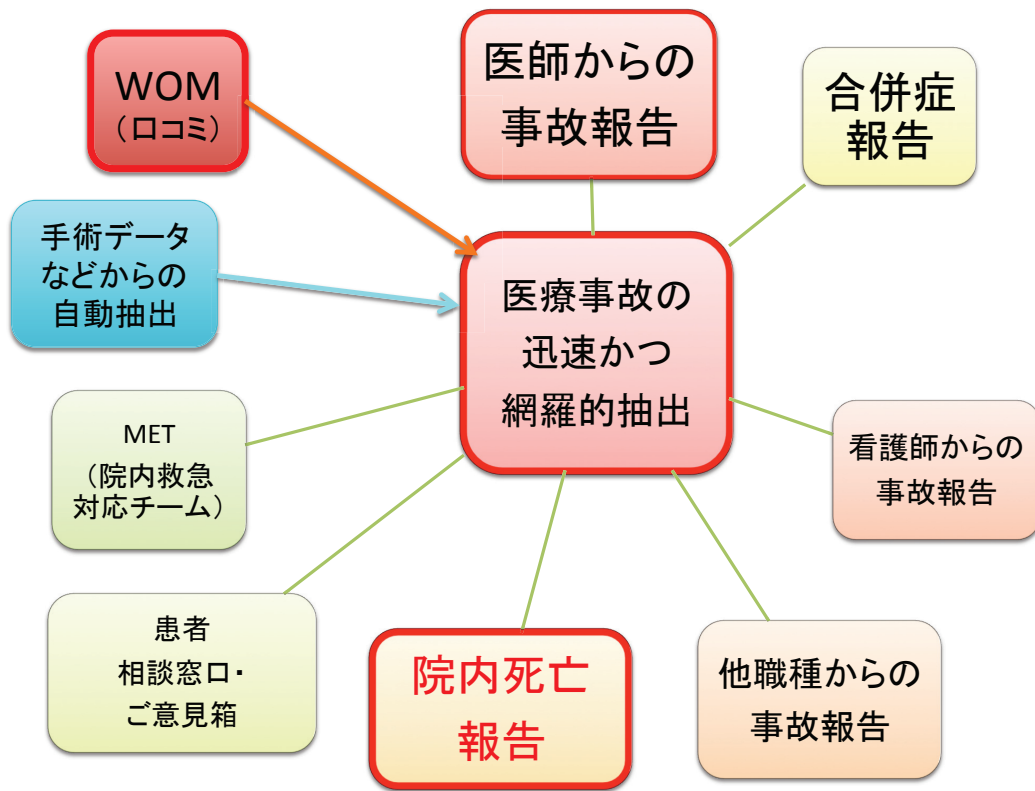 WOM
（口コミ）
医師からの
事故報告
合併症
報告
手術データ
などからの
自動抽出
医療事故の
迅速かつ
網羅的抽出
MET
（院内救急
対応チーム）
看護師からの
事故報告
患者
相談窓口・
ご意見箱
院内死亡
報告
他職種からの
事故報告